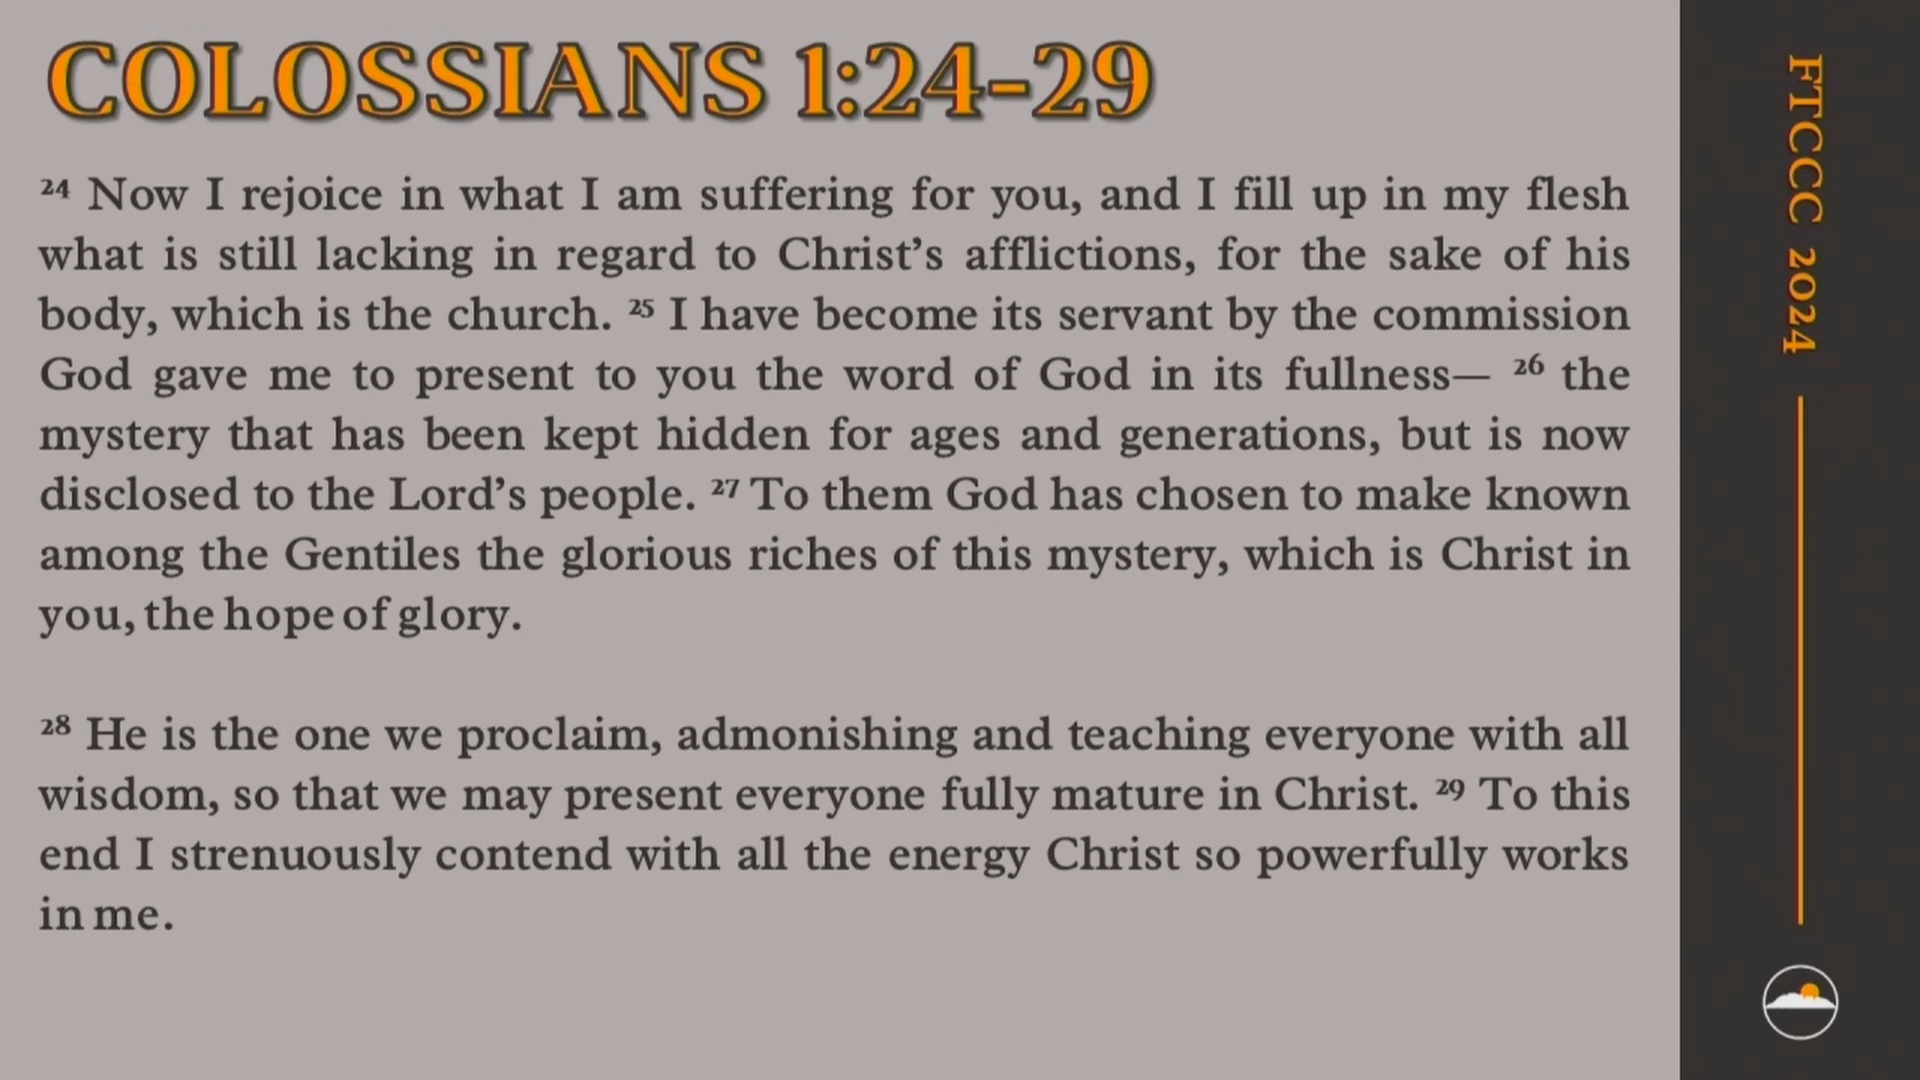 COLOSSIANS 1:24-29
24 Now I rejoice in what I am suffering for you, and I fill up in my flesh
what is still lacking in regard to Christ’s afflictions, for the sake of his
body, which is the church. 25 I have become its servant by the commission
God gave me to present to you the word of God in its fullness— 26 the
mystery that has been kept hidden for ages and generations, but is now
disclosed to the Lord’s people. 27 To them God has chosen to make known
among the Gentiles the glorious riches of this mystery, which is Christ in
you, the hope of glory.
28 He is the one we proclaim, admonishing and teaching everyone with all
wisdom, so that we may present everyone fully mature in Christ. 29 To this
end I strenuously contend with all the energy Christ so powerfully works
in me.
FTCCC 2024